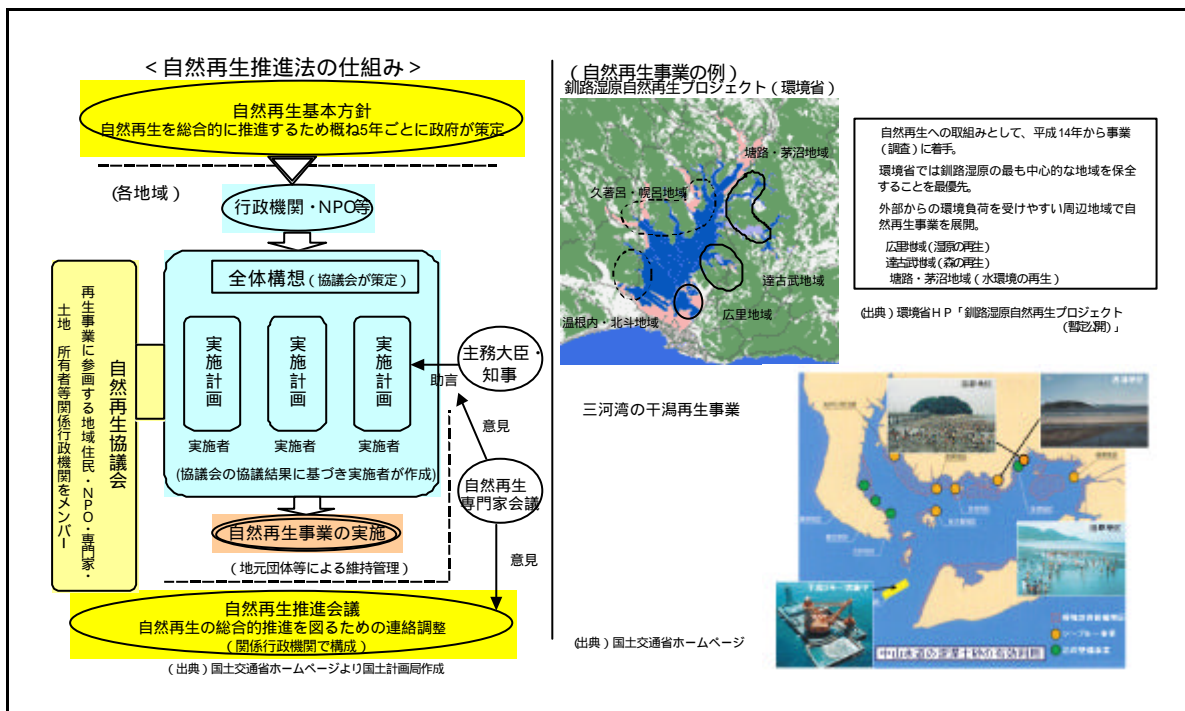 <自然再生推進法の仕組み>
自然再生基本方針
自然再生を総合的に推進するため概ね5年ごとに政府が策定
(各地域)
行政機関・NPO等
全体構想(協議会が策定)
実施計画
実施計画
実施計画
実施者
実施者
実施者
(協議会の協議結果に基づき実施者が作成)
自然再生協議会
再生事業に参画する地域住民・NPO・専門家・
土地 所有者等関係行政機関をメンバー
主務大臣・
知事
助言
意見
自然再生
専門家会議
意見
自然再生事業の実施
(地元団体等による維持管理)
自然再生推進会議
自然再生の総合的推進を図るための連絡調整
(関係行政機関で構成)
(出典)国土交通省ホームページより国土計画局作成
(自然再生事業の例)
釧路湿原自然再生プロジェクト(環境省)
塘路・茅沼地域
久著呂・幌呂地域
達古武地域
広里地域
温根内・北斗地域
自然再生への取組みとして、平成14年から事業
(調査)に着手。
環境省では釧路湿原の最も中心的な地域を保全
することを最優先。
外部からの環境負荷を受けやすい周辺地域で自
然再生事業を展開。
広里地域(湿原の再生)
達古武地域(森の再生)
塘路・茅沼地域(水環境の再生)
(出典)環境省HP「釧路湿原自然再生プロジェクト
(暫定公開)」
三河湾の干潟再生事業
(出典)国土交通省ホームページ
中山水道の浚渫土砂の有効利用